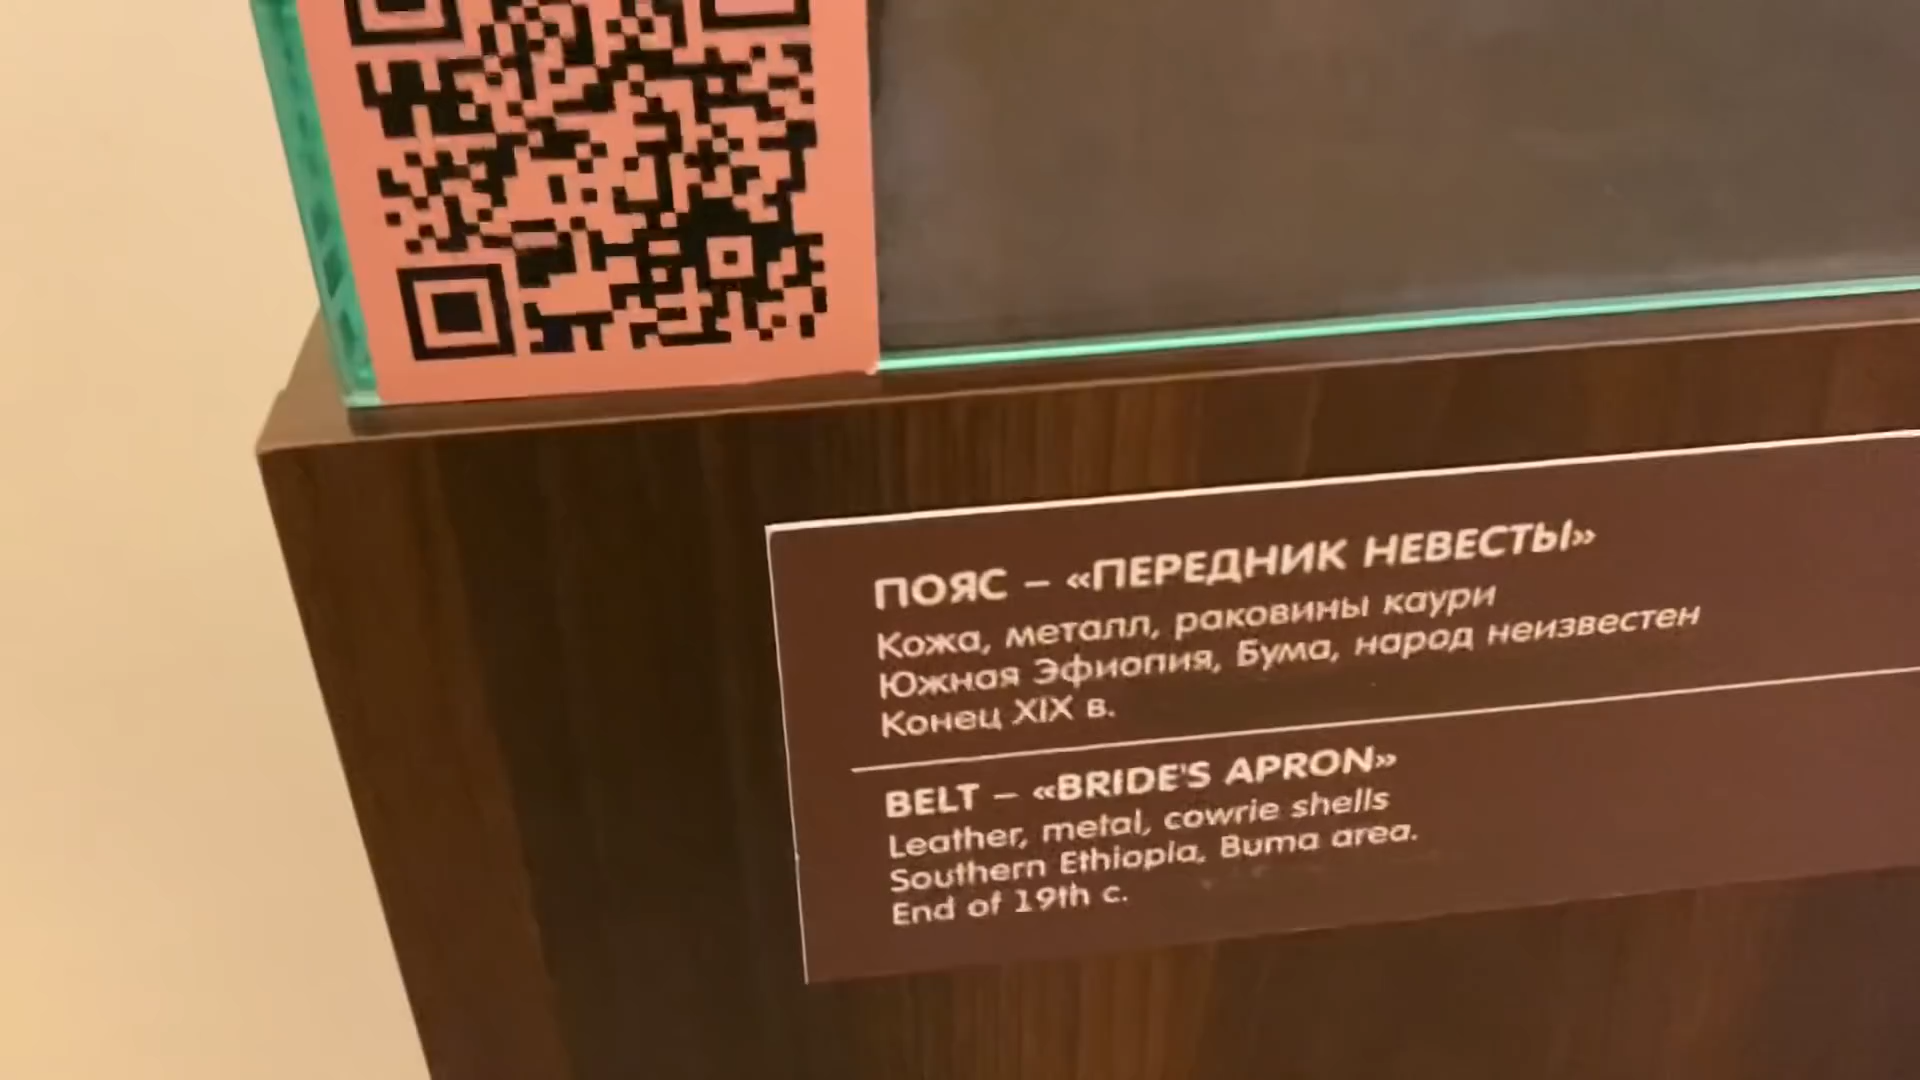 ПОЯС – «ПЕРЕДНИК НЕВЕСТЫ»
Кожа, металл, раковины каури
Южная Эфиопия, Бума, народ неизвестен
Конец XIX в.
BELT – «BRIDE'S APRON»
Leather, metal, cowrie shells
Southern Ethiopia, Buma area.
End of 19th c.